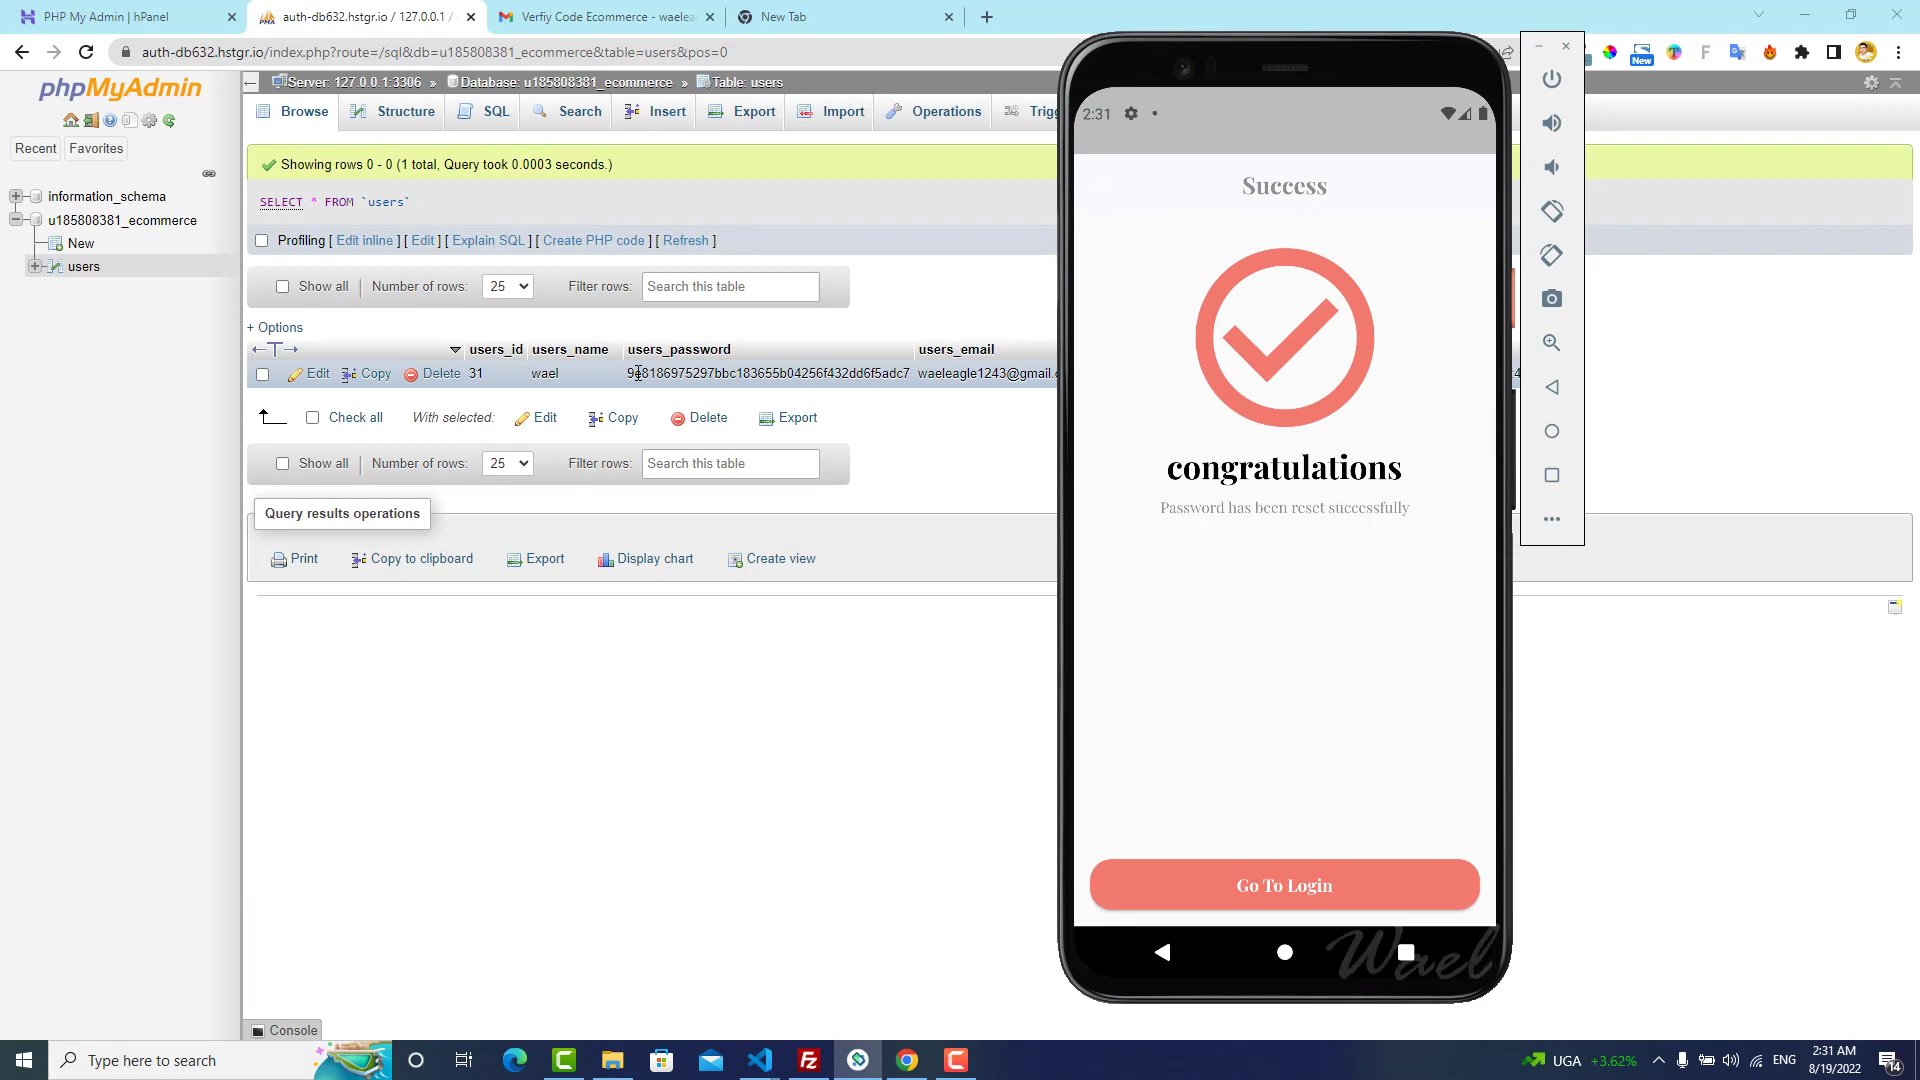 PHP My Admin | hPanel
auth-db632.hstgr.io / 127.0.0.1 /
Verfiy Code Ecommerce - waelea
New Tab
auth-db632.hstgr.io/index.php?route=/sql&db=u185808381_ecommerce&table=users&pos=0
New
phpMyAdmin
Recent
Favorites
information_schema
u185808381_ecommerce
New
users
Server: 127.0.0.1:3306 » Database: u185808381_ecommerce » Table: users
Browse
Structure
SQL
Search
Insert
Export
Import
Operations
Trigg
Showing rows 0 - 0 (1 total, Query took 0.0003 seconds.)
SELECT * FROM `users`
Profiling [ Edit inline ] [ Edit ] [ Explain SQL ] [ Create PHP code ] [ Refresh ]
Show all
Number of rows:
25
Filter rows:
Search this table
+ Options
users_id
users_name
users_password
users_email
Edit
Copy
Delete
31
wael
9e8186975297bbc183655b04256f432dd6f5adc7
waeleagle1243@gmail.c
Check all
With selected:
Edit
Copy
Delete
Export
Show all
Number of rows:
25
Filter rows:
Search this table
Query results operations
Print
Copy to clipboard
Export
Display chart
Create view
Console
2:31
Success
congratulations
Password has been reset successfully
Go To Login
Wael
Type here to search
UGA +3.62%
ENG
2:31 AM
8/19/2022
14